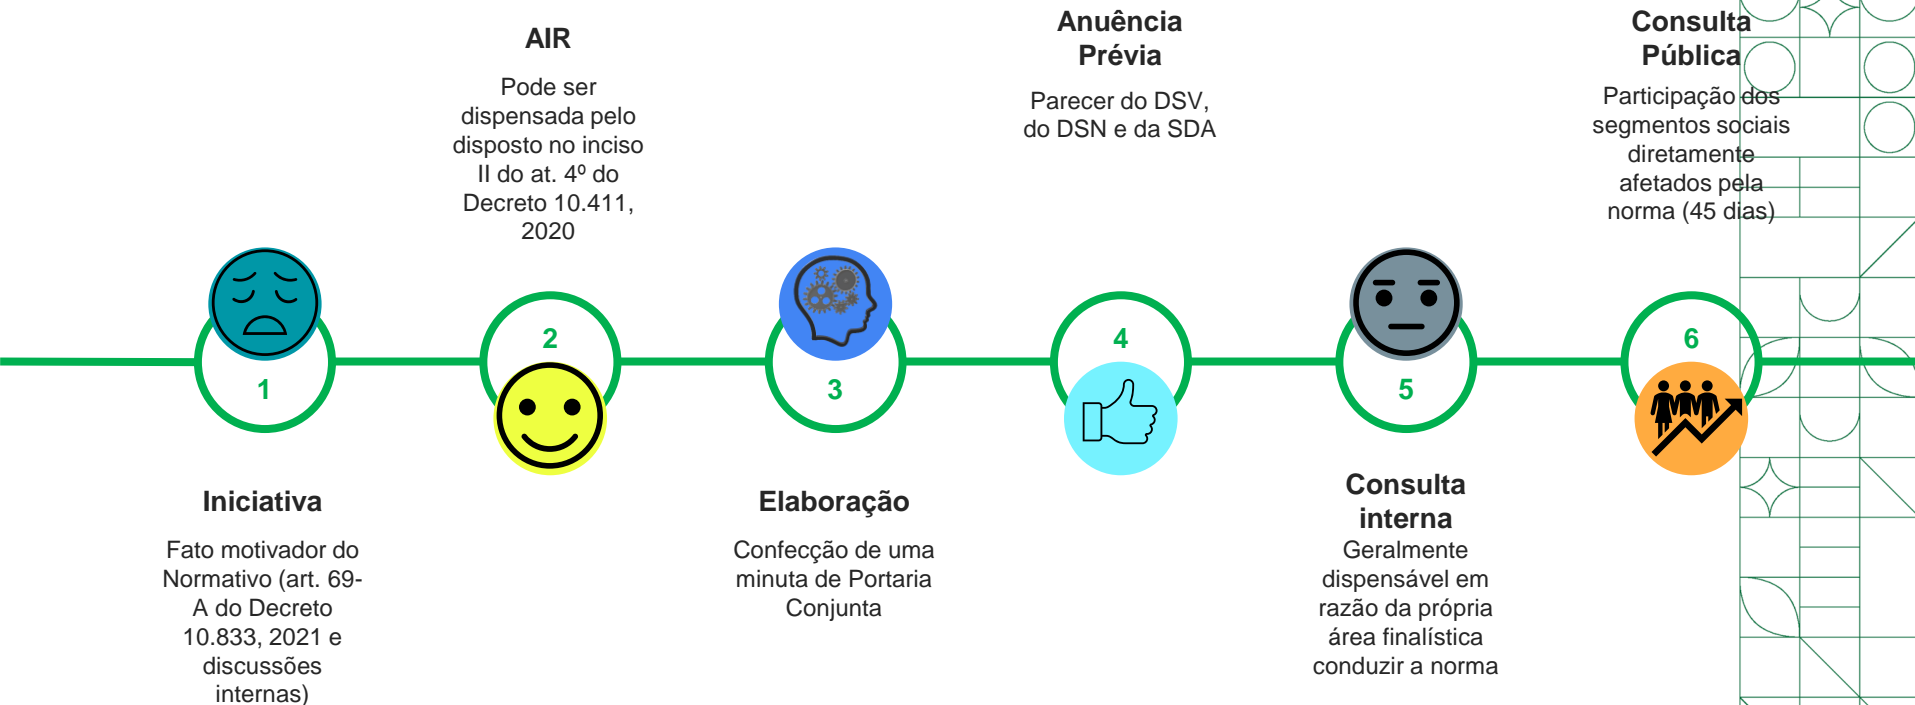 Iniciativa
Fato motivador do
Normativo (art. 69-
A do Decreto
10.833, 2021 e
discussões
internas)
1
AIR
Pode ser
dispensada pelo
disposto no inciso
II do at. 4º do
Decreto 10.411,
2020
2
3
Elaboração
Confecção de uma
minuta de Portaria
Conjunta
Anuência
Prévia
Parecer do DSV,
do DSN e da SDA
4
5
Consulta
interna
Geralmente
dispensável em
razão da própria
área finalística
conduzir a norma
Consulta
Pública
Participação dos
segmentos sociais
diretamente
afetados pela
norma (45 dias)
6